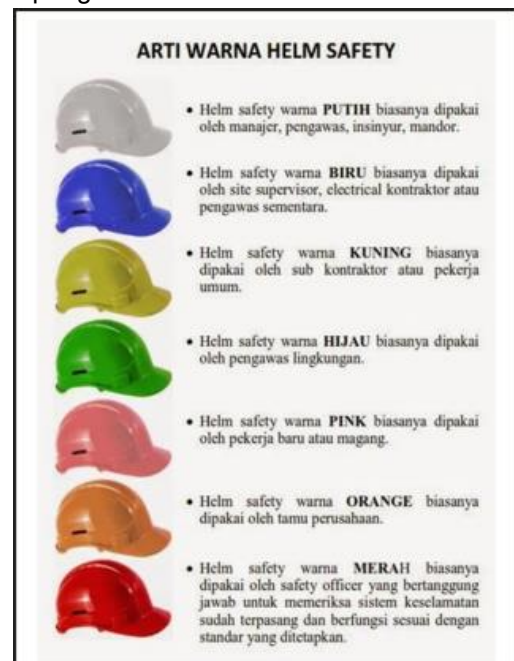 ARTI WARNA HELM SAFETY
• Helm safety warna PUTIH biasanya dipakai
oleh manajer, pengawas, insinyur, mandor.
• Helm safety warna BIRU biasanya dipakai
oleh site supervisor, electrical kontraktor atau
pengawas sementara.
• Helm safety warna KUNING biasanya
dipakai oleh sub kontraktor atau pekerja
umum.
• Helm safety warna HIJAU biasanya dipakai
oleh pengawas lingkungan.
• Helm safety warna PINK biasanya dipakai
oleh pekerja baru atau magang.
• Helm safety warna ORANGE biasanya
dipakai oleh tamu perusahaan.
• Helm safety warna MERAH biasanya
dipakai oleh safety officer yang bertanggung
jawab untuk memeriksa sistem keselamatan
sudah terpasang dan berfungsi sesuai dengan
standar yang ditetapkan.